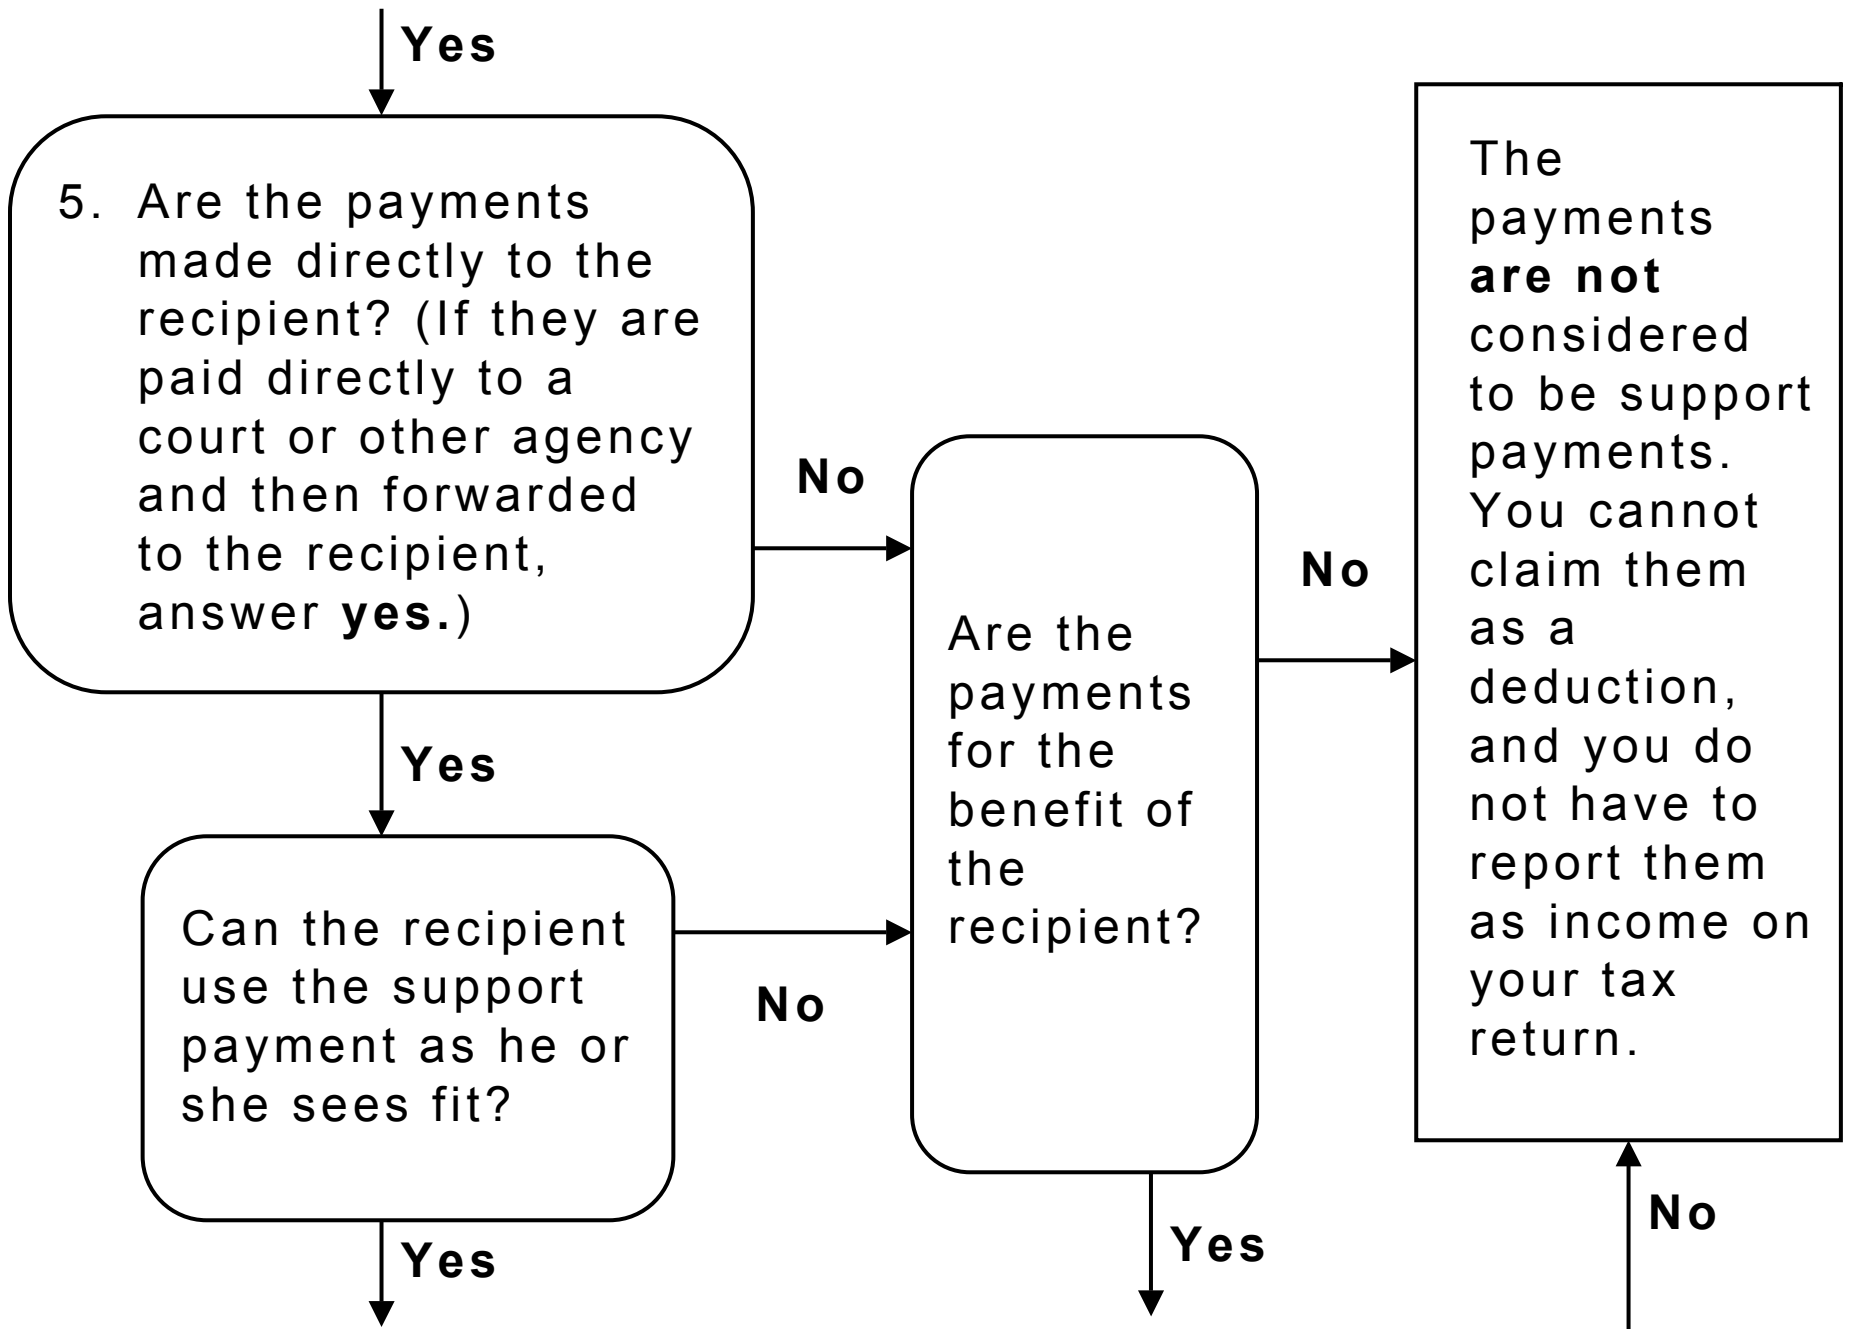 Yes
5. Are the payments
made directly to the
recipient? (If they are
paid directly to a
court or other agency
and then forwarded
to the recipient,
answer yes.)
No
Yes
Can the recipient
use the support
payment as he or
she sees fit?
No
Yes
Are the
payments
for the
benefit of
the
recipient?
No
Yes
The
payments
are not
considered
to be support
payments.
You cannot
claim them
as a
deduction,
and you do
not have to
report them
as income on
your tax
return.
No